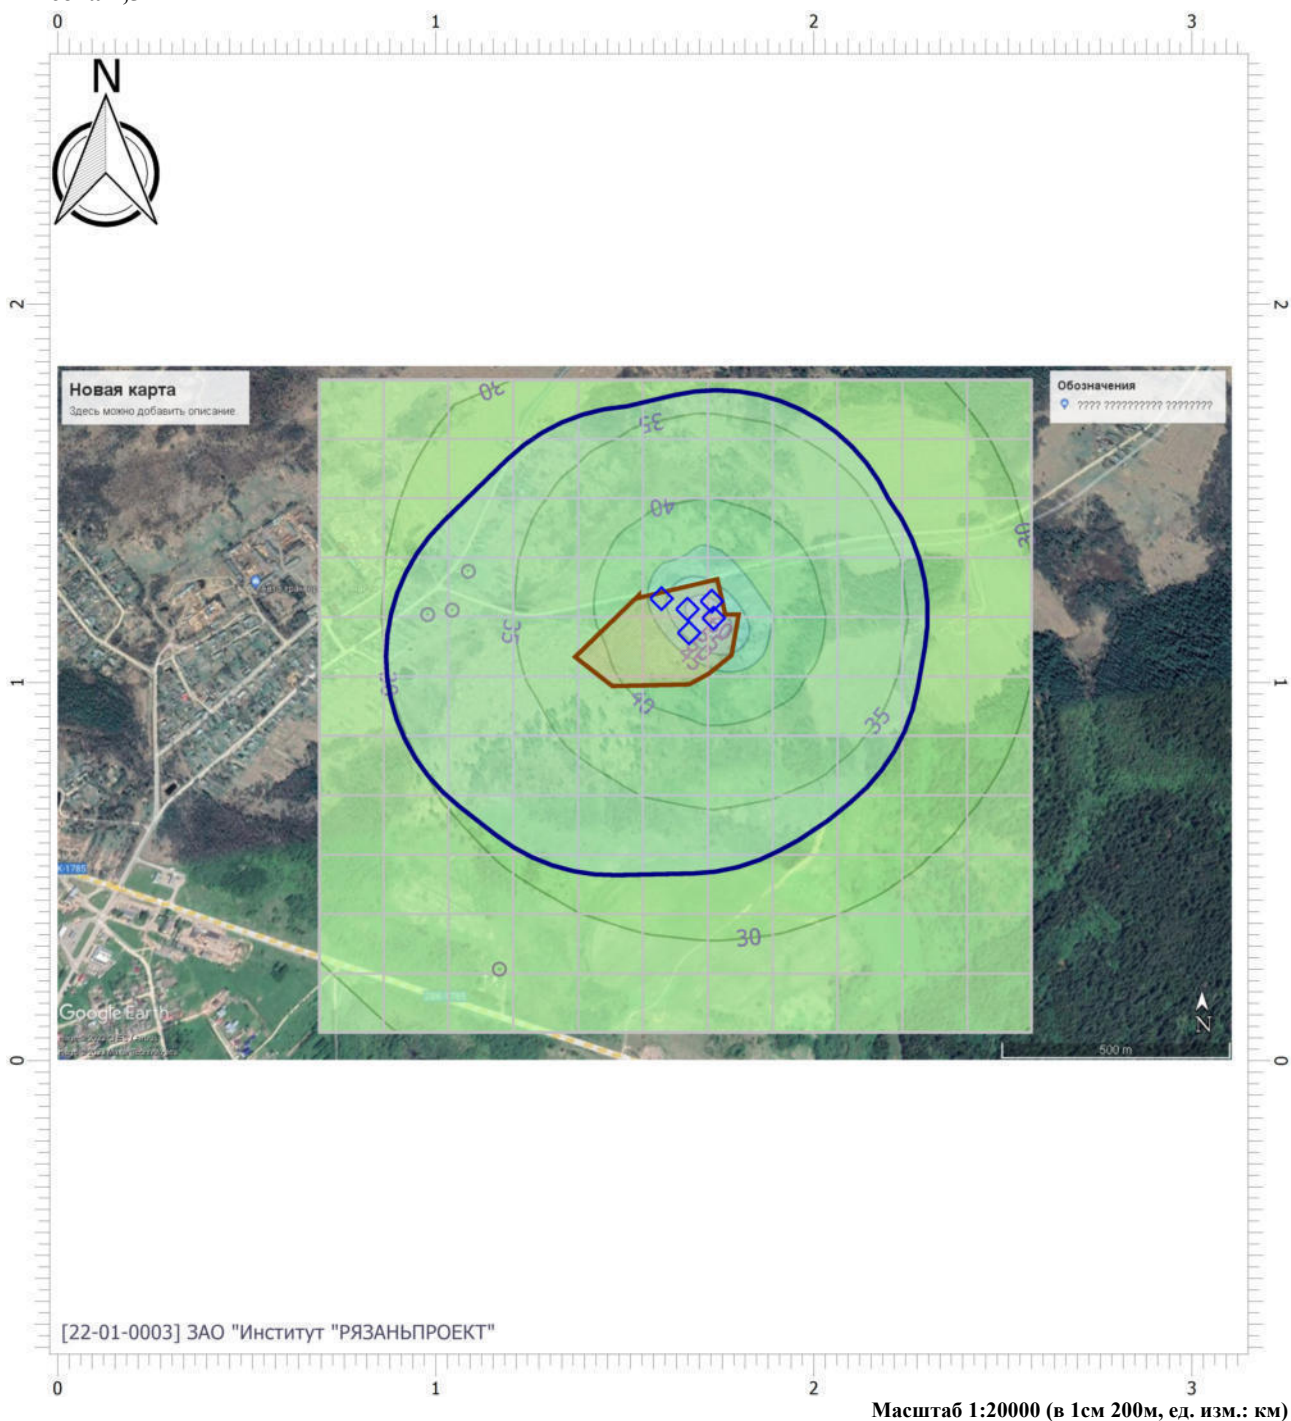 0 1 2 3
N
2 2
Новая карта
Здесь можно добавить описание.
Обозначения
???? ?????????? ????????
30
35
40
30
35
42
35
1 1
30
К-1785
Google Earth
N
500 m
0 0
[22-01-0003] ЗАО "Институт "РЯЗАНЬПРОЕКТ"
0 1 2 3
Масштаб 1:20000 (в 1см 200м, ед. изм.: км)